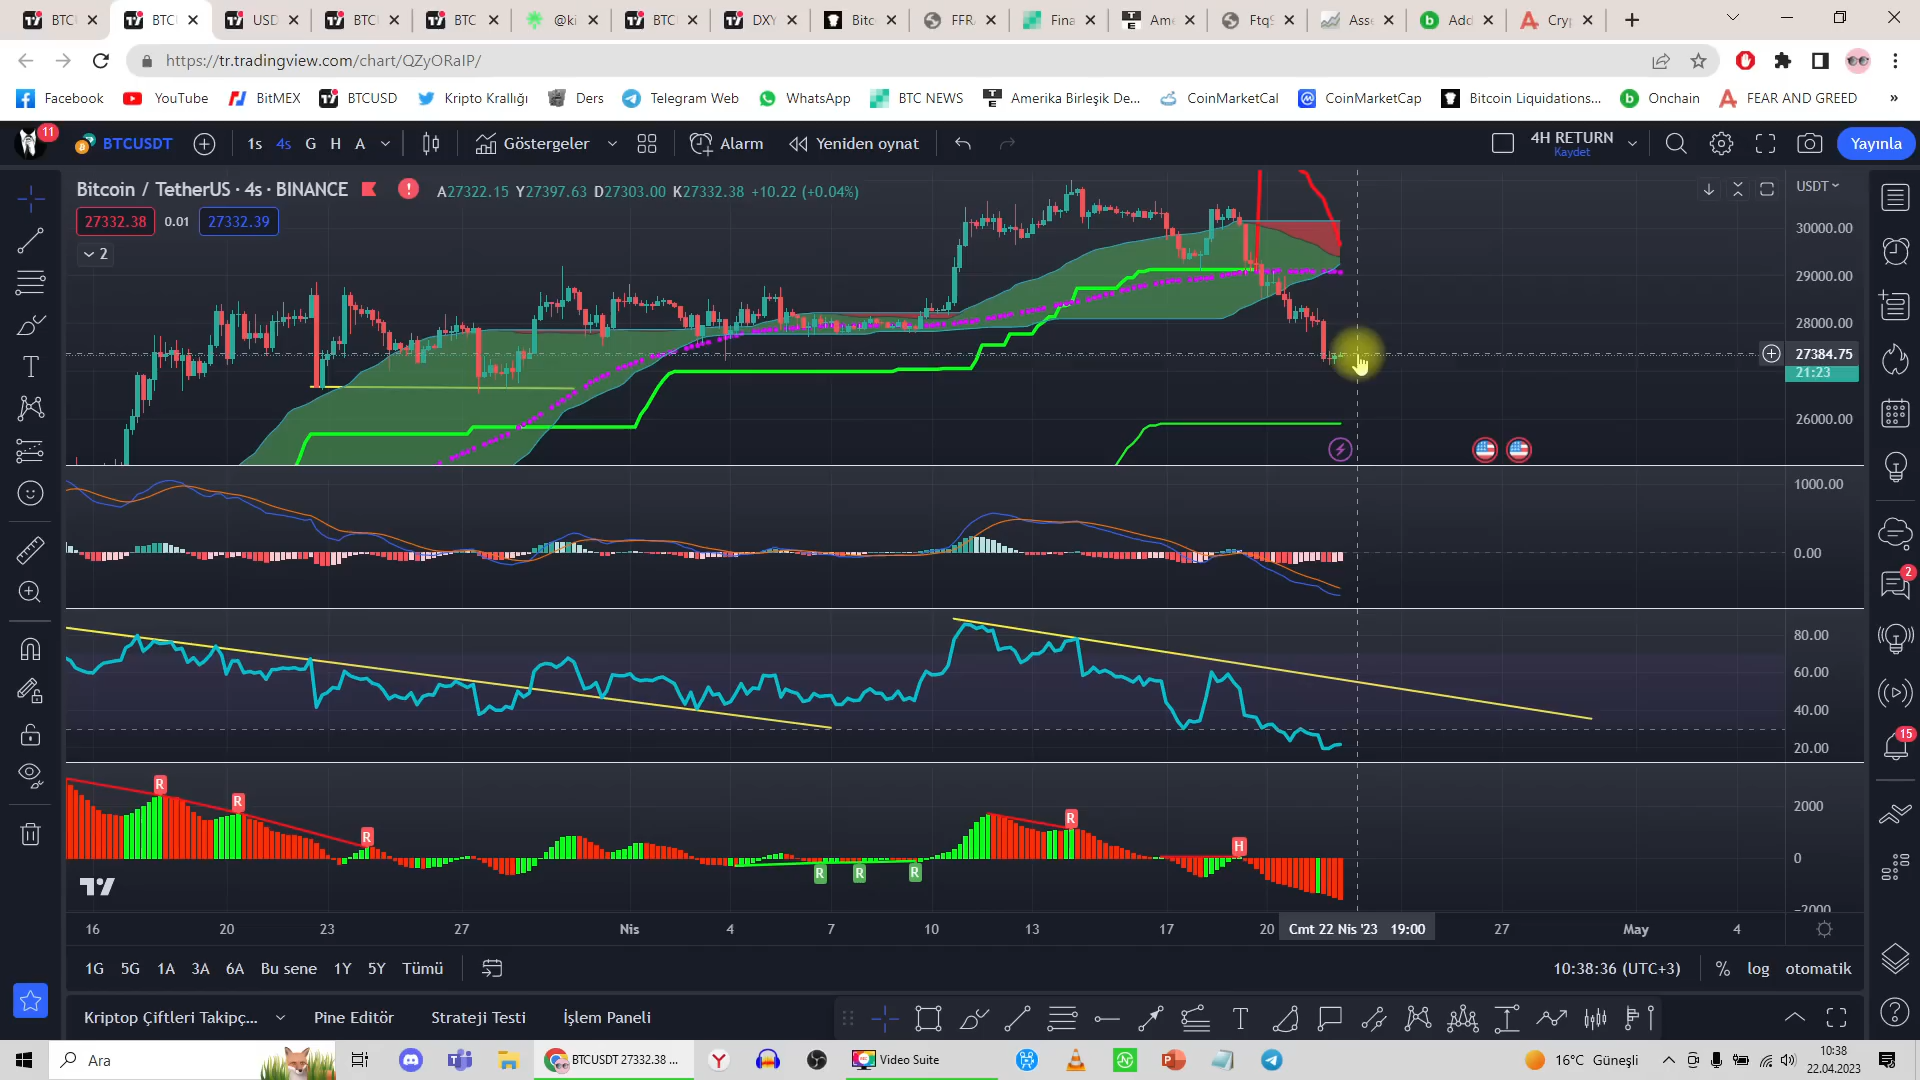 BTC
BTC
USD
BTC
BTC
@ki
BTC
DXY
Bitc
FFR
Fina
Ame
Ftqs
Asse
Add
Cry
https://tr.tradingview.com/chart/QZyORaIP/
Facebook
YouTube
BitMEX
BTCUSD
Kripto Krallığı
Ders
Telegram Web
WhatsApp
BTC NEWS
Amerika Birleşik De...
CoinMarketCal
CoinMarketCap
Bitcoin Liquidations...
Onchain
FEAR AND GREED
»
11
BTCUSDT
1s
4s
G
H
A
Göstergeler
Alarm
Yeniden oynat
4H RETURN
Kaydet
Yayınla
Bitcoin / TetherUS · 4s · BINANCE
A27322.15 Y27397.63 D27303.00 K27332.38 +10.22 (+0.04%)
USDT
27332.38
0.01
27332.39
2
30000.00
29000.00
28000.00
27384.75
21:23
26000.00
1000.00
0.00
80.00
60.00
40.00
20.00
R
R
R
R
R
R
R
H
2000
0
−2000
16
20
23
27
Nis
4
7
10
13
17
20
Cmt 22 Nis '23 19:00
27
May
4
2
15
1G
5G
1A
3A
6A
Bu sene
1Y
5Y
Tümü
10:38:36 (UTC+3)
%
log
otomatik
Kriptop Çiftleri Takipç...
Pine Editör
Strateji Testi
İşlem Paneli
Ara
BTCUSDT 27332.38 ...
Video Suite
16°C Güneşli
10:38
22.04.2023